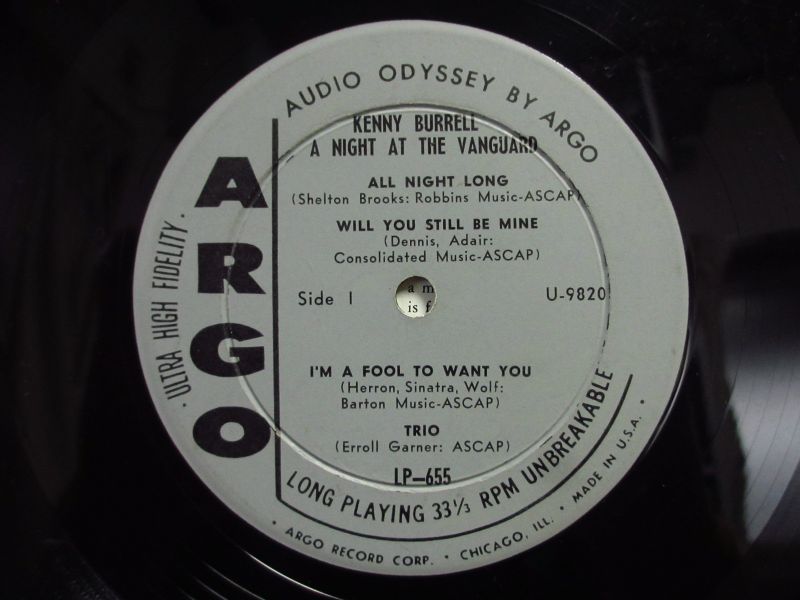 AUDIO ODYSSEY BY ARGO
KENNY BURRELL
A NIGHT AT THE VANGUARD
ALL NIGHT LONG
(Shelton Brooks: Robbins Music-ASCAP)
WILL YOU STILL BE MINE
(Dennis, Adair:
Consolidated Music-ASCAP)
Side 1
a m
is f
U-9820
I'M A FOOL TO WANT YOU
(Herron, Sinatra, Wolf:
Barton Music-ASCAP)
TRIO
(Erroll Garner: ASCAP)
LP-655
LONG PLAYING 33⅓ RPM UNBREAKABLE
ARGO
· ULTRA HIGH FIDELITY ·
· ARGO RECORD CORP. · CHICAGO, ILL. · MADE IN U.S.A. ·